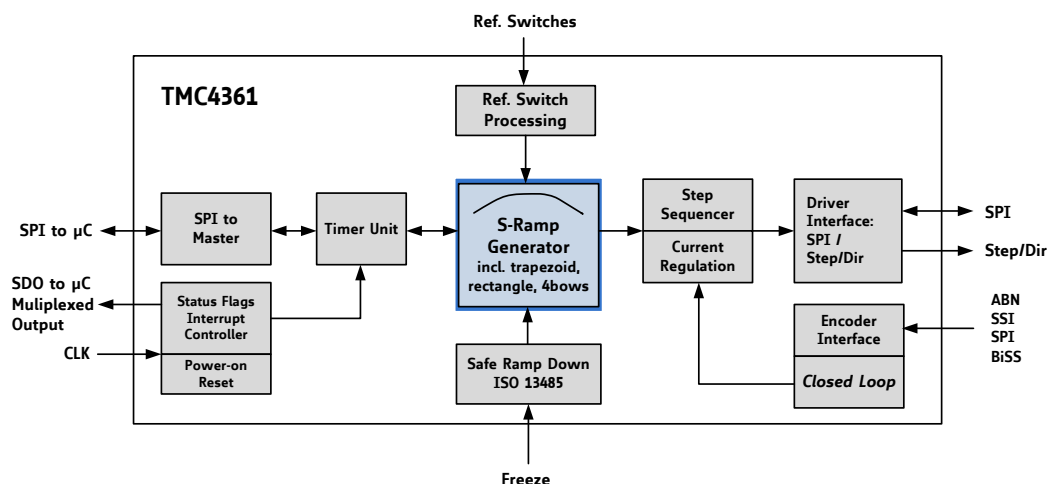 Ref. Switches
TMC4361
Ref. Switch
Processing
SPI to µC
SPI to
Master
Timer Unit
S-Ramp
Generator
incl. trapezoid,
rectangle, 4bows
Step
Sequencer
Current
Regulation
Driver
Interface:
SPI /
Step/Dir
SPI
Step/Dir
SDO to µC
Muliplexed
Output
CLK
Status Flags
Interrupt
Controller
Power-on
Reset
Safe Ramp Down
ISO 13485
Encoder
Interface
Closed Loop
ABN
SSI
SPI
BiSS
Freeze